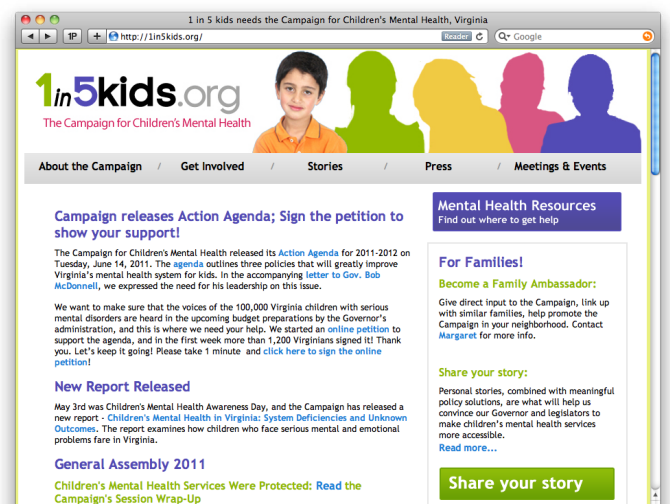 1 in 5 kids needs the Campaign for Children's Mental Health, Virginia
1P
+
http://1in5kids.org/
Reader
Google
1in5kids.org
The Campaign for Children's Mental Health
About the Campaign / Get Involved / Stories / Press / Meetings & Events
Campaign releases Action Agenda; Sign the petition to
show your support!
The Campaign for Children's Mental Health released its Action Agenda for 2011-2012 on
Tuesday, June 14, 2011. The agenda outlines three policies that will greatly improve
Virginia's mental health system for kids. In the accompanying letter to Gov. Bob
McDonnell, we expressed the need for his leadership on this issue.
We want to make sure that the voices of the 100,000 Virginia children with serious
mental disorders are heard in the upcoming budget preparations by the Governor's
administration, and this is where we need your help. We started an online petition to
support the agenda, and in the first week more than 1,200 Virginians signed it! Thank
you. Let's keep it going! Please take 1 minute and click here to sign the online
petition!
New Report Released
May 3rd was Children's Mental Health Awareness Day, and the Campaign has released a
new report - Children's Mental Health in Virginia: System Deficiencies and Unknown
Outcomes. The report examines how children who face serious mental and emotional
problems fare in Virginia.
General Assembly 2011
Children's Mental Health Services Were Protected: Read the
Campaign's Session Wrap-Up
Mental Health Resources
Find out where to get help
For Families!
Become a Family Ambassador:
Give direct input to the Campaign, link up
with similar families, help promote the
Campaign in your neighborhood. Contact
Margaret for more info.
Share your story:
Personal stories, combined with meaningful
policy solutions, are what will help us
convince our Governor and legislators to
make children's mental health services
more accessible.
Read more...
Share your story